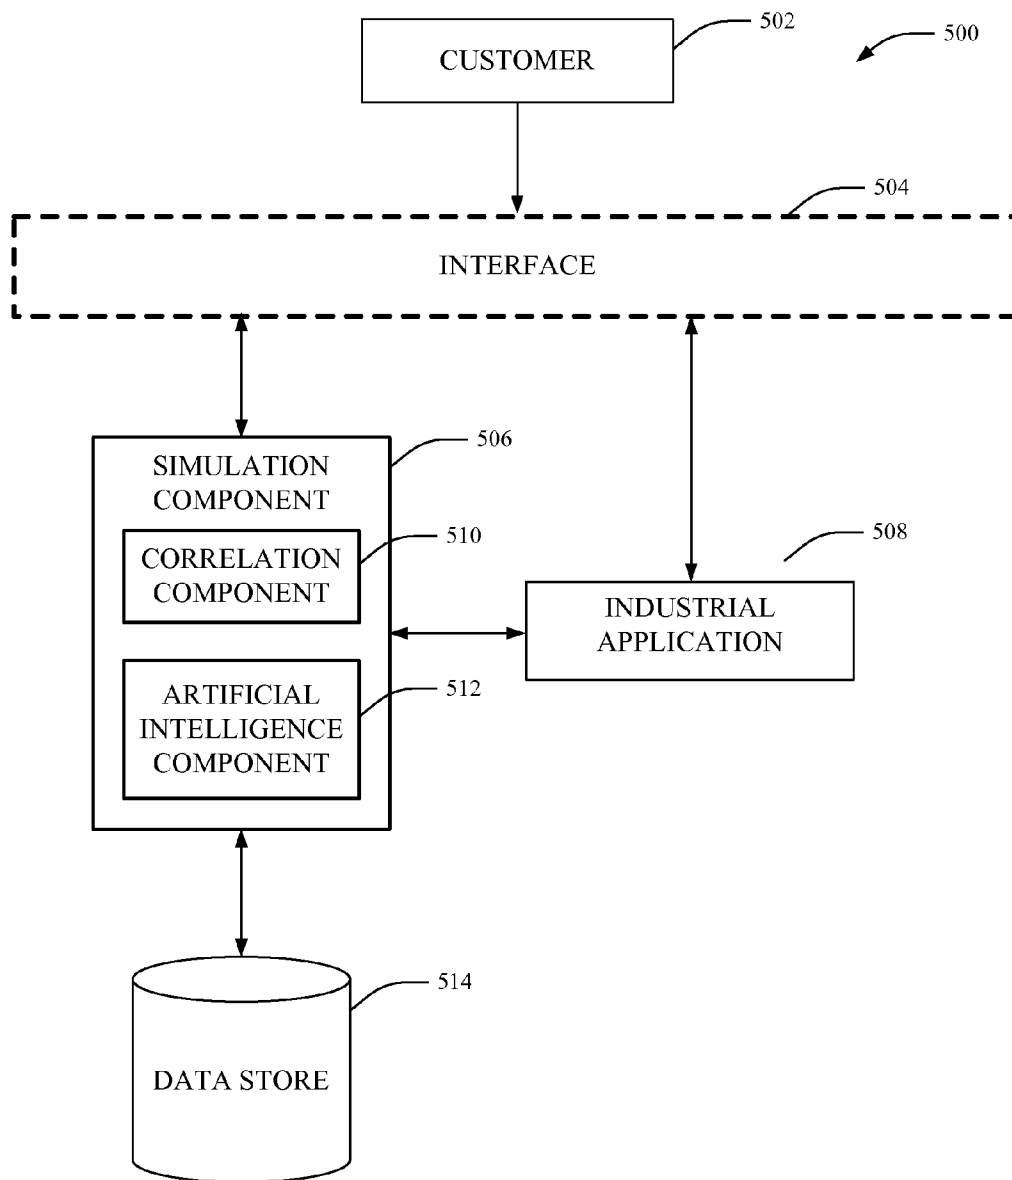 CUSTOMER
502
500
504
INTERFACE
506
SIMULATION
COMPONENT
510
CORRELATION
COMPONENT
508
INDUSTRIAL
APPLICATION
512
ARTIFICIAL
INTELLIGENCE
COMPONENT
514
DATA STORE